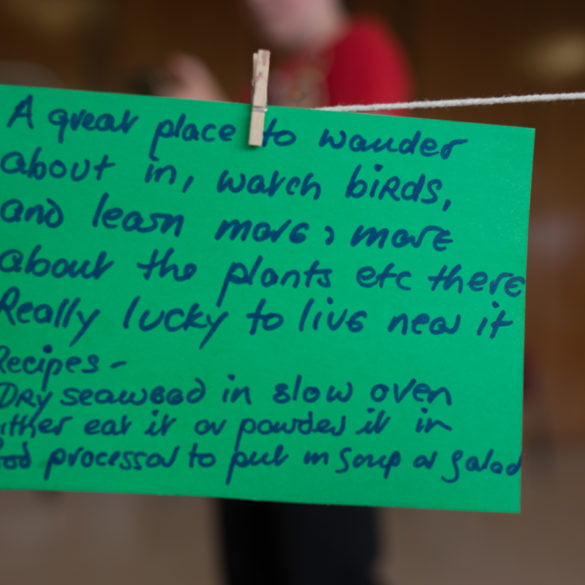 A great place to wander
about in, watch biRds,
and learn more, more
about the plants etc there
Really lucky to live near it
Recipes -
DRy seaweed in slow oven
either eat it or powder it in
food processor to put in soup or salad